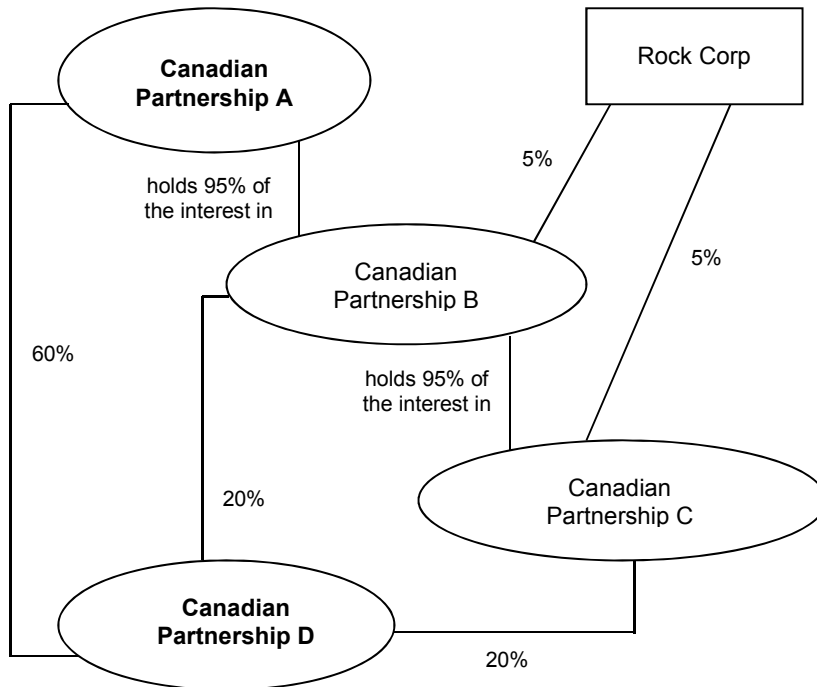 Canadian
Partnership A
Rock Corp
5%
holds 95% of
the interest in
Canadian
Partnership B
5%
60%
holds 95% of
the interest in
20%
Canadian
Partnership C
Canadian
Partnership D
20%